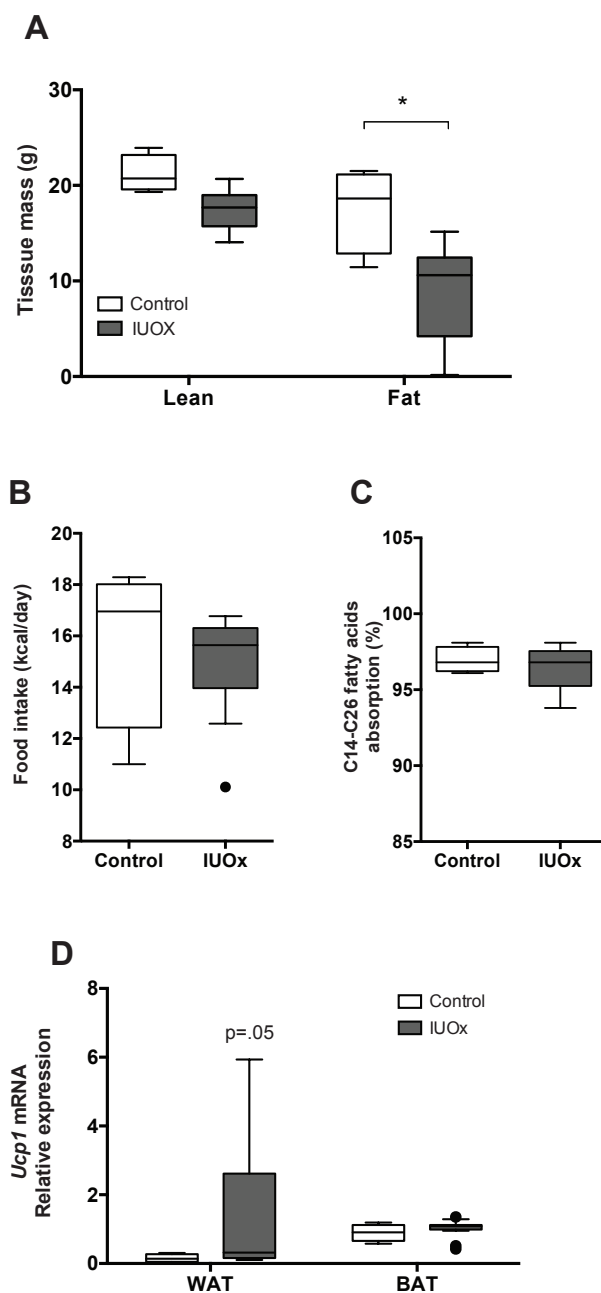 A
Tisssue mass (g)
30
20
10
0
*
Control
IUOX
Lean
Fat
B
Food intake (kcal/day)
20
18
16
14
12
10
8
Control
IUOx
C
C14-C26 fatty acids
absorption (%)
105
100
95
90
85
Control
IUOx
D
Ucp1 mRNA
Relative expression
8
6
4
2
0
p=.05
Control
IUOx
WAT
BAT